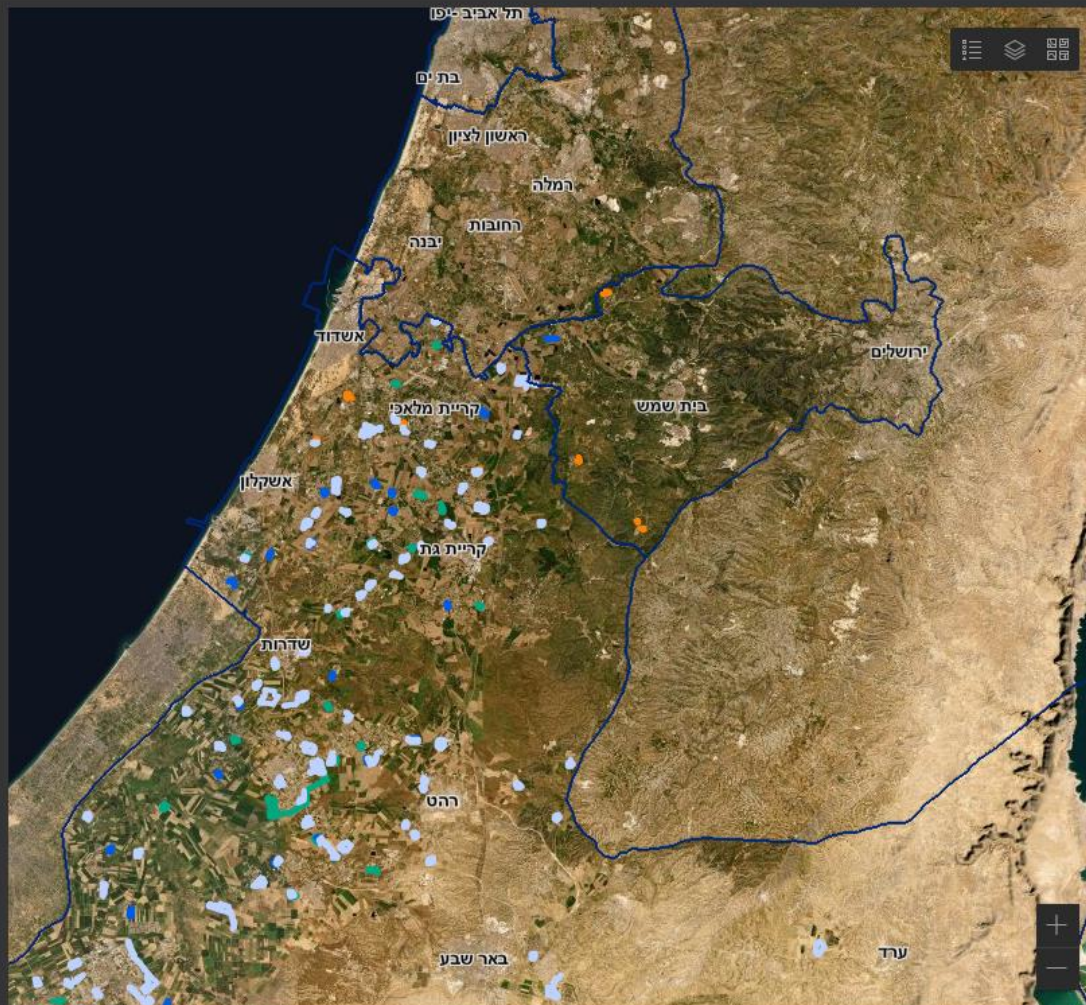 תל אביב -יפו
בת ים
ראשון לציון
רמלה
רחובות
יבנה
אשדוד
ירושלים
קריית מלאכי
בית שמש
אשקלון
קריית גת
שדרות
רהט
ערד
באר שבע